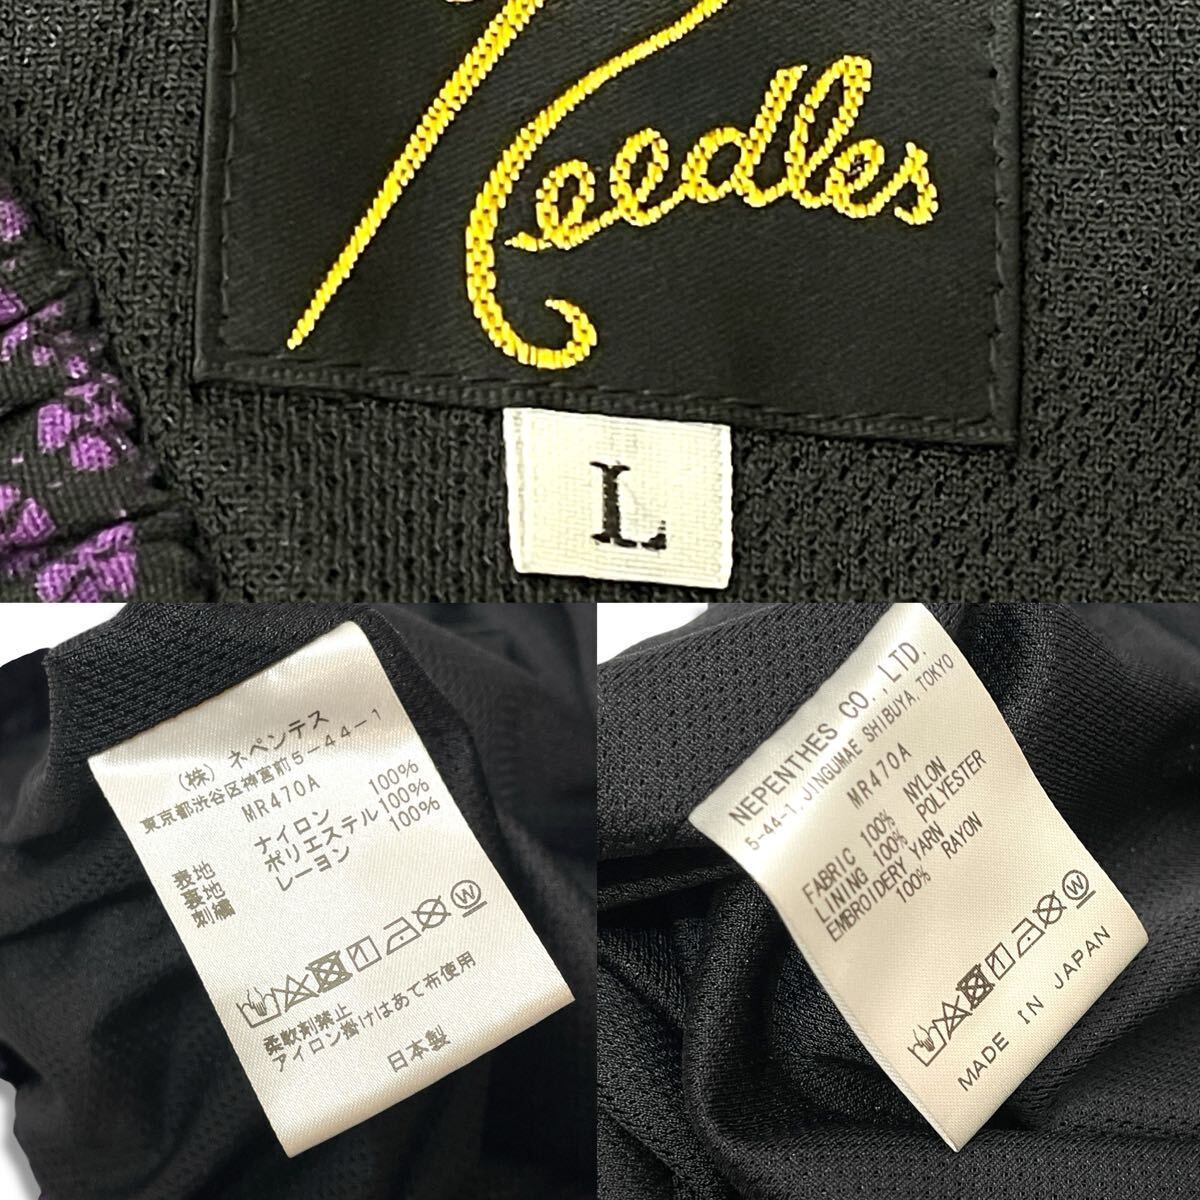 Needles
L
(株) ネペンテス
東京都渋谷区神宮前5-44-1
MR470A
表地 ナイロン 100%
裏地 ポリエステル 100%
刺繍 レーヨン 100%
W
柔軟剤禁止
アイロン掛けはあて布使用
日本製
NEPENTHES CO., LTD.
5-44-1, JINGUMAE SHIBUYA, TOKYO
MR470A
FABRIC 100% NYLON
LINING 100% POLYESTER
EMBROIDERY YARN
100% RAYON
W
MADE IN JAPAN